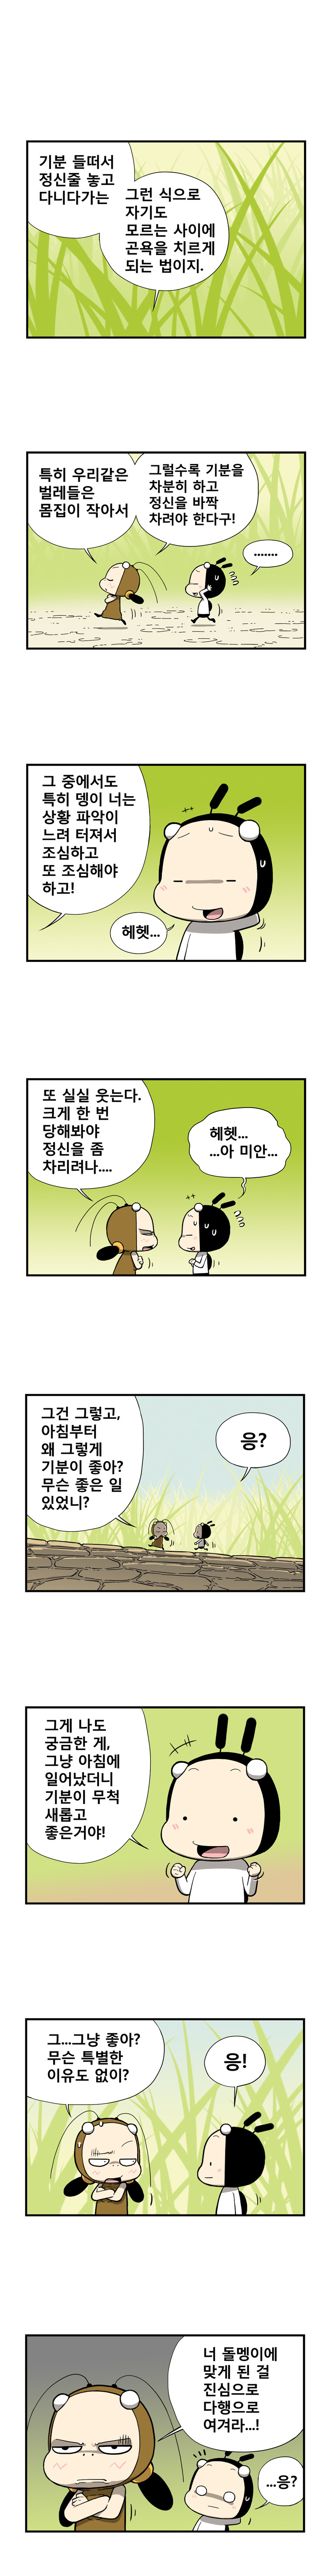 기분 들떠서
정신줄 놓고
다니다가는
그런 식으로
자기도
모르는 사이에
곤욕을 치르게
되는 법이지.
특히 우리같은
벌레들은
몸집이 작아서
그럴수록 기분을
차분히 하고
정신을 바짝
차려야 한다구!
.......
그 중에서도
특히 뎅이 너는
상황 파악이
느려 터져서
조심하고
또 조심해야
하고!
헤헷...
또 실실 웃는다.
크게 한 번
당해봐야
정신을 좀
차리려나....
헤헷...
...아 미안...
그건 그렇고,
아침부터
왜 그렇게
기분이 좋아?
무슨 좋은 일
있었니?
응?
그게 나도
궁금한 게,
그냥 아침에
일어났더니
기분이 무척
새롭고
좋은거야!
그...그냥 좋아?
무슨 특별한
이유도 없이?
응!
너 돌멩이에
맞게 된 걸
진심으로
다행으로
여겨라...!
...응?